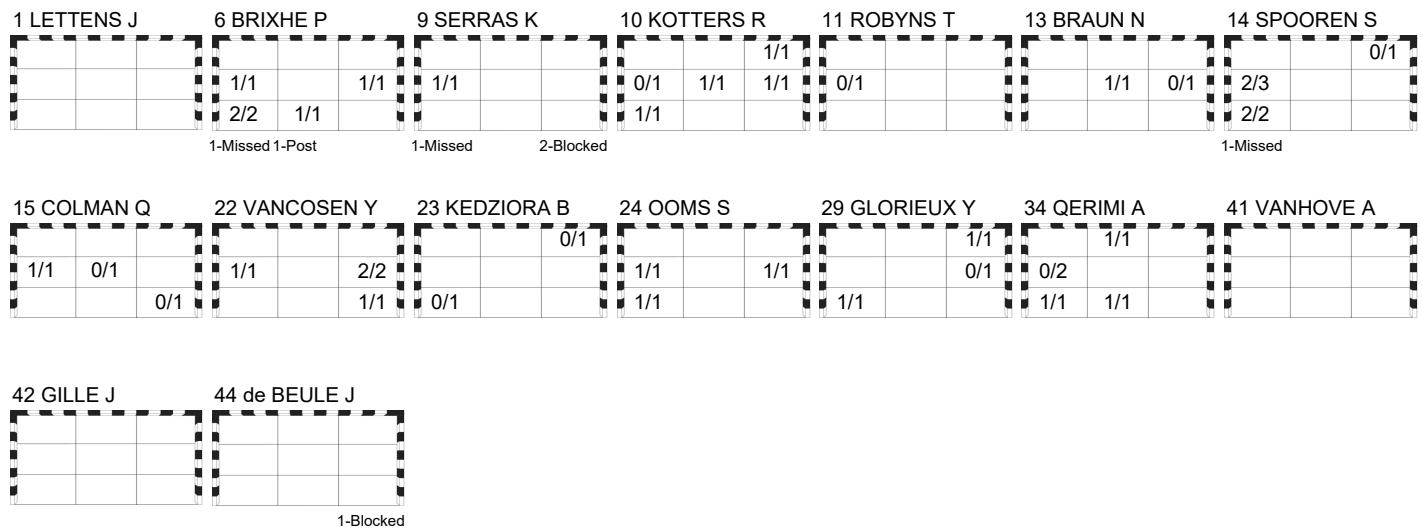 1 LETTENS J 6 BRIXHE P 9 SERRAS K 10 KOTTERS R 11 ROBYNS T 13 BRAUN N 14 SPOOREN S
1/1 0/1
1/1 1/1 1/1 0/1 1/1 1/1 0/1 1/1 0/1 2/3
2/2 1/1 1/1 2/2
1-Missed 1-Post 1-Missed 2-Blocked 1-Missed
15 COLMAN Q 22 VANCOSEN Y 23 KEDZIORA B 24 OOMS S 29 GLORIEUX Y 34 QERIMI A 41 VANHOVE A
0/1 1/1 1/1
1/1 0/1 1/1 2/2 1/1 1/1 0/1 0/2
0/1 1/1 0/1 1/1 1/1 1/1 1/1
42 GILLE J 44 de BEULE J
1-Blocked